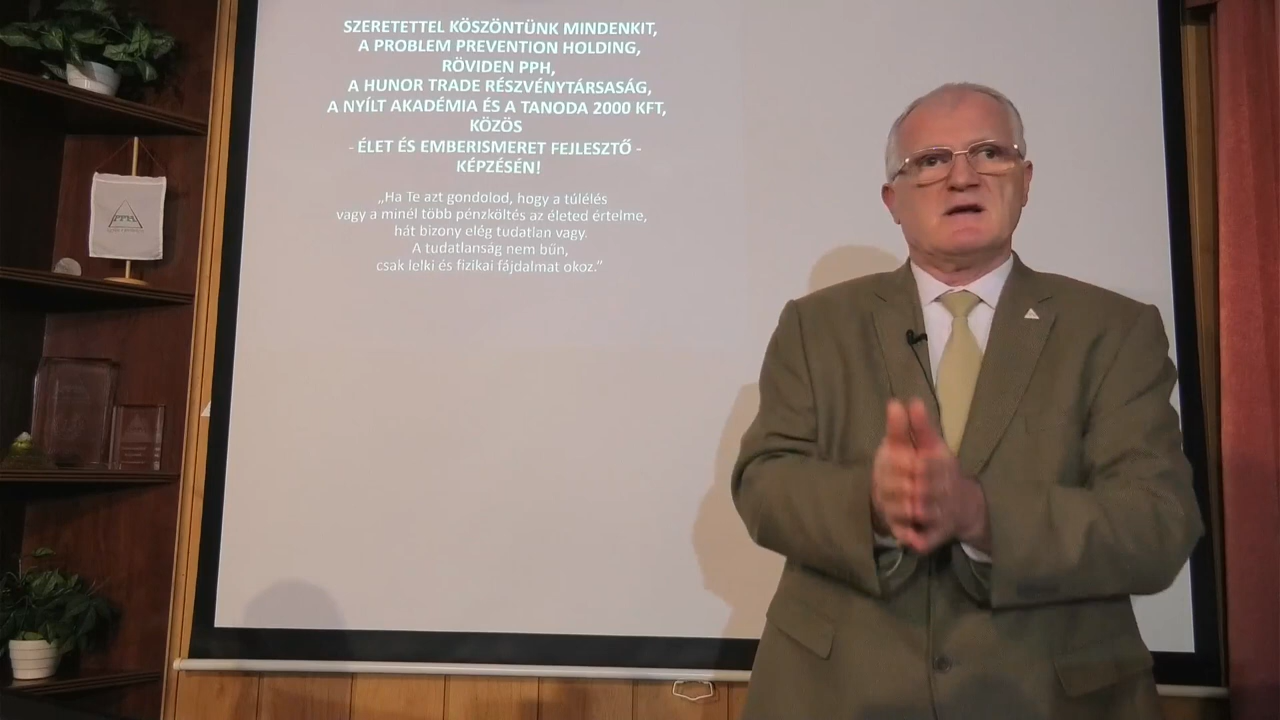 SZERETETTEL KÖSZÖNTÜNK MINDENKIT,
A PROBLEM PREVENTION HOLDING,
RÖVIDEN PPH,
A HUNOR TRADE RÉSZVÉNYTÁRSASÁG,
A NYÍLT AKADÉMIA ÉS A TANODA 2000 KFT,
KÖZÖS
- ÉLET ÉS EMBERISMERET FEJLESZTŐ -
KÉPZÉSÉN!
„Ha Te azt gondolod, hogy a túlélés
vagy a minél több pénzköltés az életed értelme,
hát bizony elég tudatlan vagy.
A tudatlanság nem bűn,
csak lelki és fizikai fájdalmat okoz.”